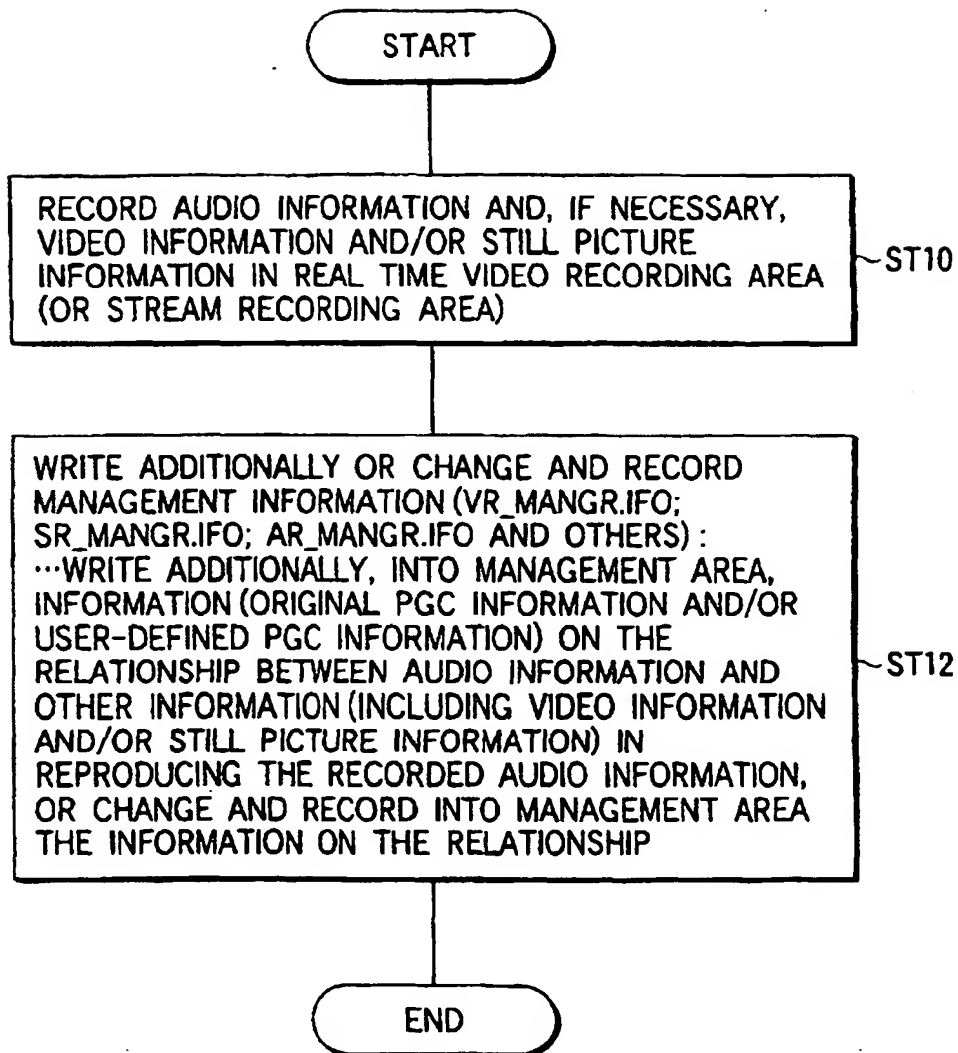 START
RECORD AUDIO INFORMATION AND, IF NECESSARY,
VIDEO INFORMATION AND/OR STILL PICTURE
INFORMATION IN REAL TIME VIDEO RECORDING AREA
(OR STREAM RECORDING AREA)
~ST10
WRITE ADDITIONALLY OR CHANGE AND RECORD
MANAGEMENT INFORMATION (VR_MANGR.IFO;
SR_MANGR.IFO; AR_MANGR.IFO AND OTHERS) :
···WRITE ADDITIONALLY, INTO MANAGEMENT AREA,
INFORMATION (ORIGINAL PGC INFORMATION AND/OR
USER-DEFINED PGC INFORMATION) ON THE
RELATIONSHIP BETWEEN AUDIO INFORMATION AND
OTHER INFORMATION (INCLUDING VIDEO INFORMATION
AND/OR STILL PICTURE INFORMATION) IN
REPRODUCING THE RECORDED AUDIO INFORMATION,
OR CHANGE AND RECORD INTO MANAGEMENT AREA
THE INFORMATION ON THE RELATIONSHIP
~ST12
END